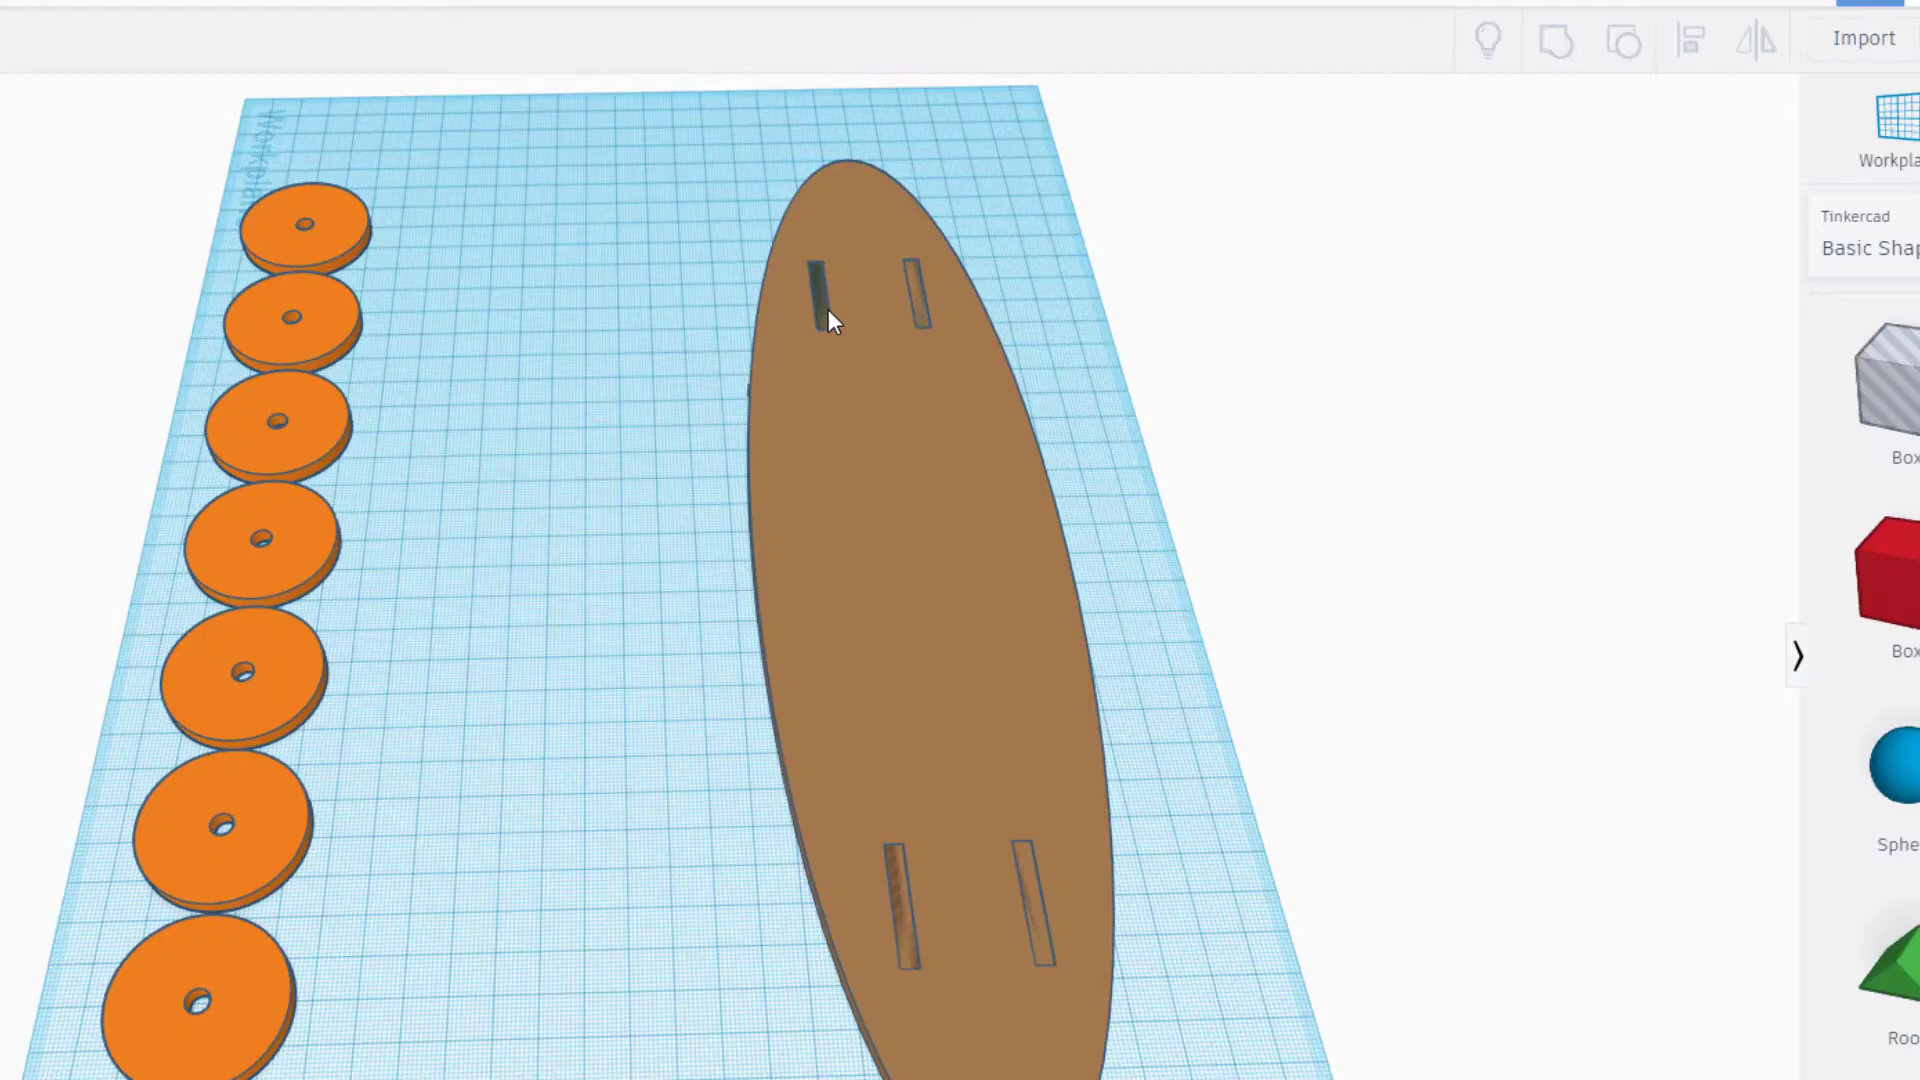 Import
Workpla
Tinkercad
Basic Shap
Box
Box
Sphe
Roo